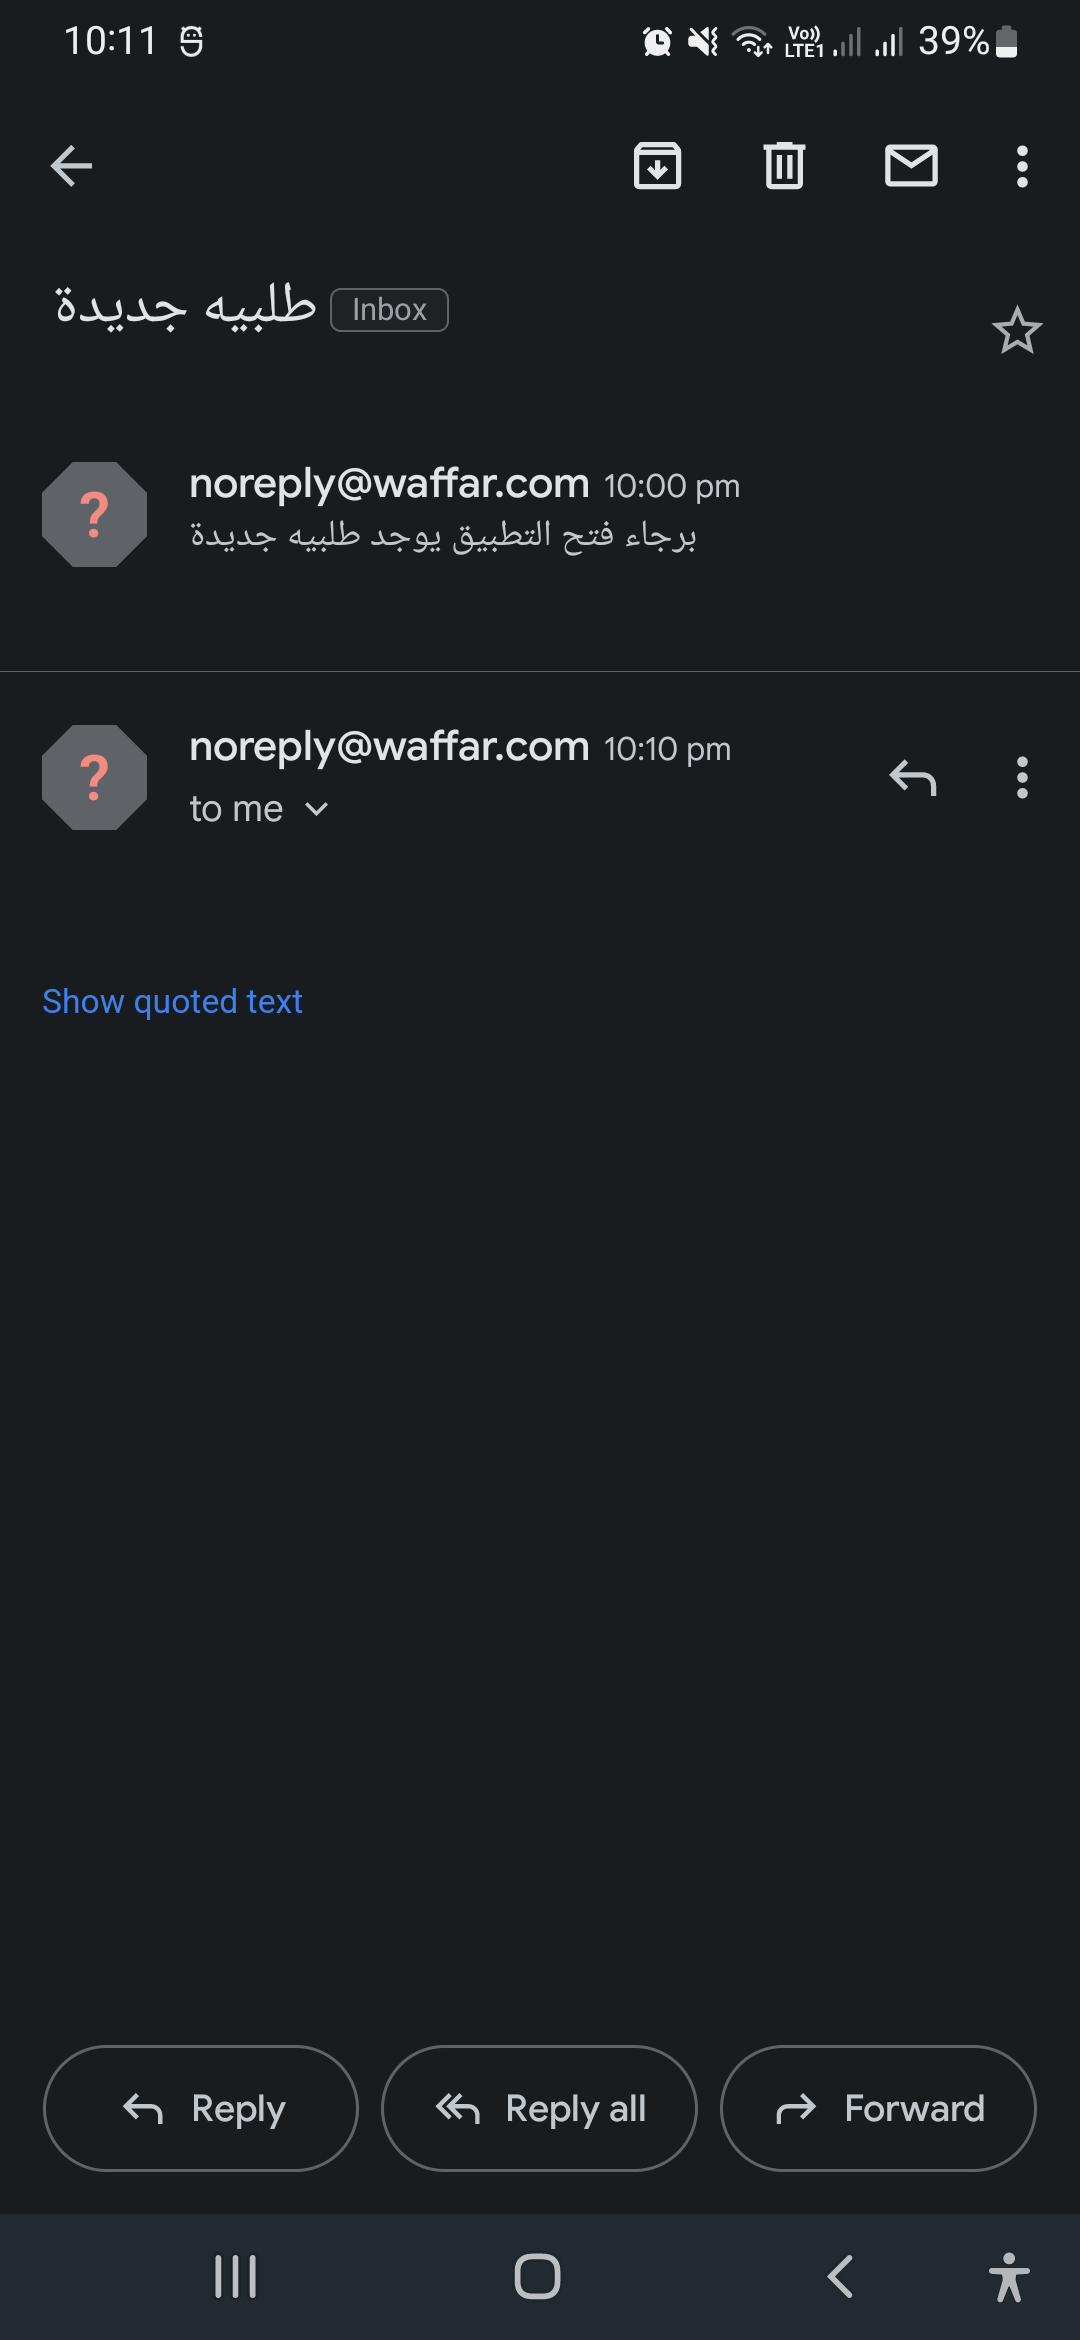 10:11
Vo)) LTE1 39%
طلبيه جديدة Inbox
?
noreply@waffar.com 10:00 pm
برجاء فتح التطبيق يوجد طلبيه جديدة
?
noreply@waffar.com 10:10 pm
to me
Show quoted text
Reply Reply all Forward